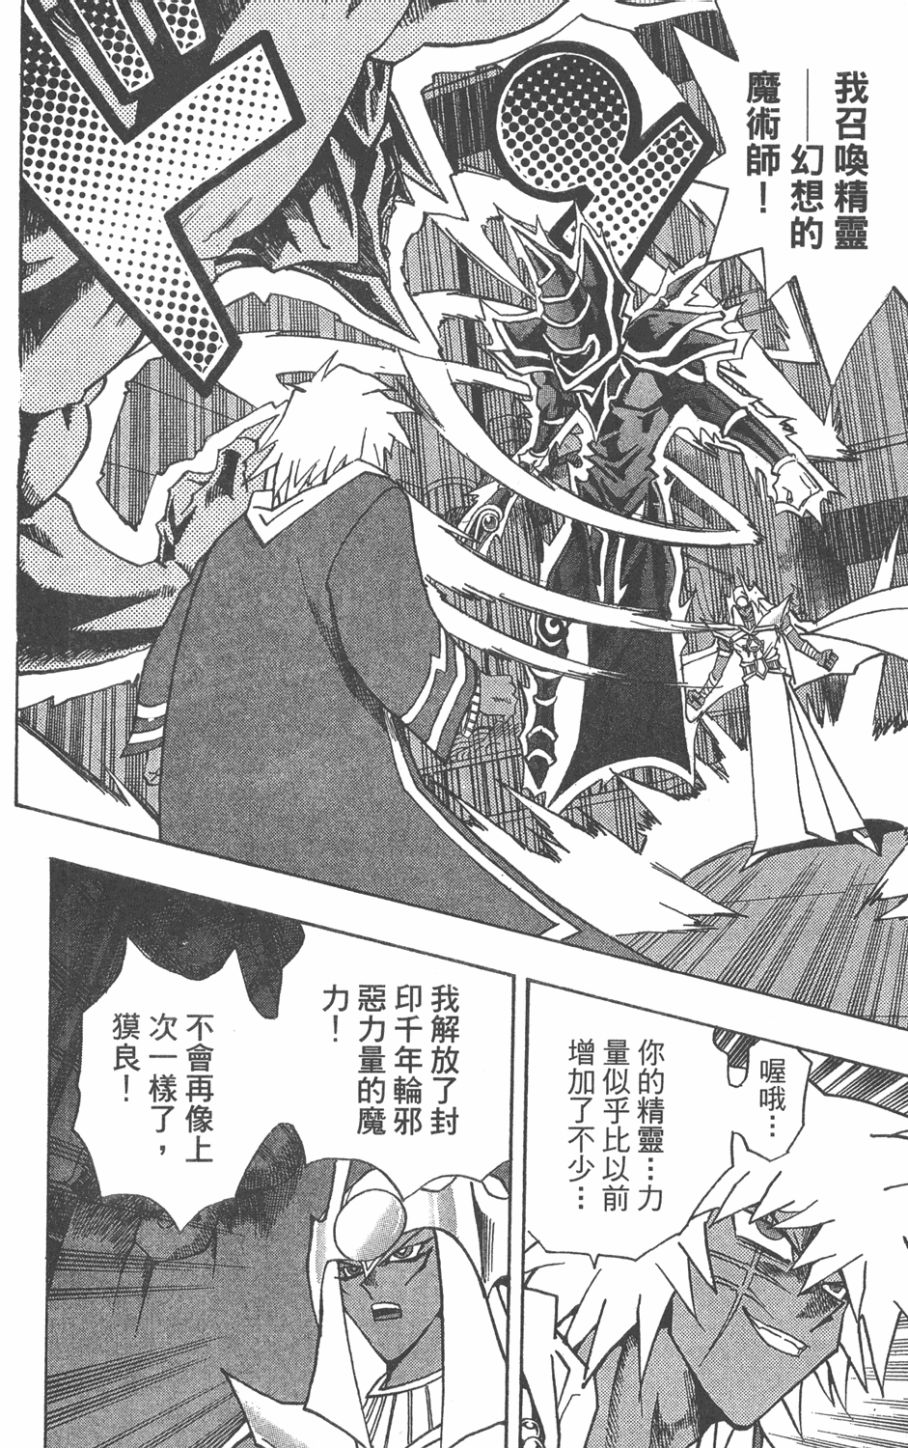 我召喚精靈
——幻想的
魔術師！
喔哦…
你的精靈…力
量似乎比以前
增加了不少…
我解放了封
印千年輪邪
惡力量的魔
力！
不會再像上
次一樣了，
獏良！